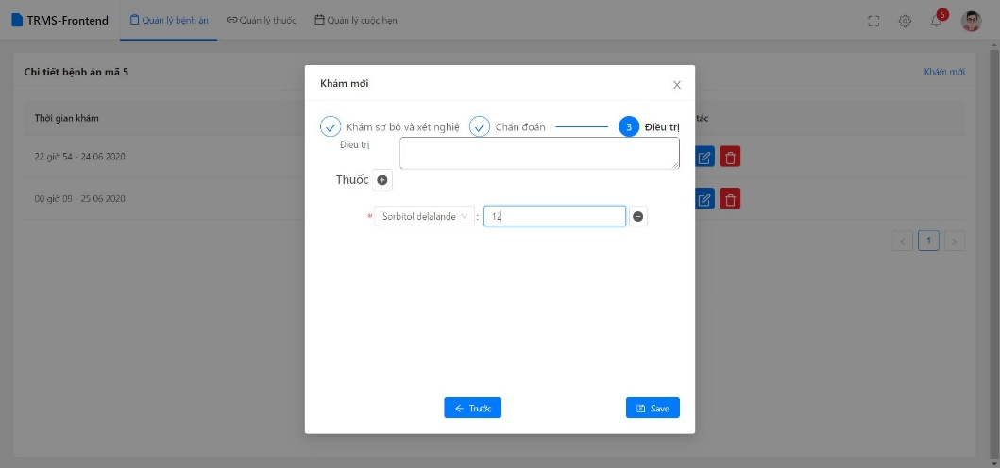 TRMS-Frontend
Quản lý bệnh án
Quản lý thuốc
Quản lý cuộc hẹn
5
Chi tiết bệnh án mã 5
Khám mới
Thời gian khám
tác
22 giờ 54 - 24 06 2020
00 giờ 09 - 25 06 2020
1
Khám mới
Khám sơ bộ và xét nghiệ
Chẩn đoán
3 Điều trị
Điều trị
Thuốc
* Sorbitol delalande : 12
Trước
Save